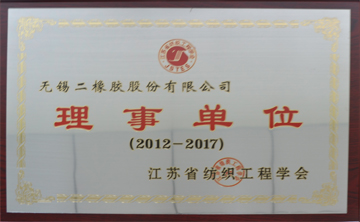 无锡二橡胶股份有限公司
理事单位
(2012-2017)
江苏省纺织工程学会